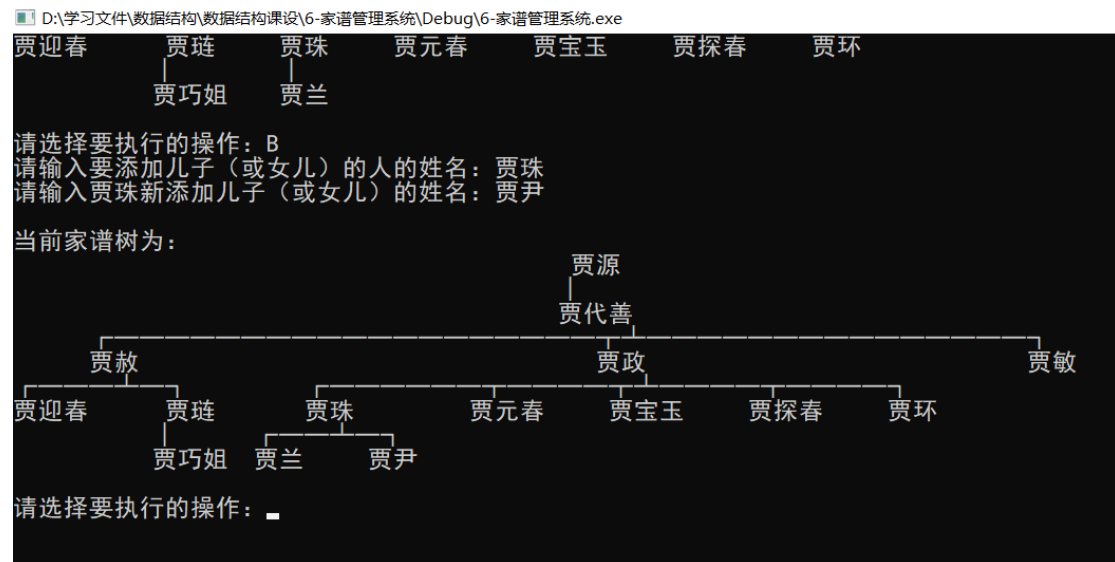 D:\学习文件\数据结构\数据结构课设\6-家谱管理系统\Debug\6-家谱管理系统.exe
贾迎春 贾琏 贾珠 贾元春 贾宝玉 贾探春 贾环
贾巧姐 贾兰
请选择要执行的操作：B
请输入要添加儿子（或女儿）的人的姓名：贾珠
请输入贾珠新添加儿子（或女儿）的姓名：贾尹
当前家谱树为：
贾源
贾代善
贾赦 贾政 贾敏
贾迎春 贾琏 贾珠 贾元春 贾宝玉 贾探春 贾环
贾巧姐 贾兰 贾尹
请选择要执行的操作：